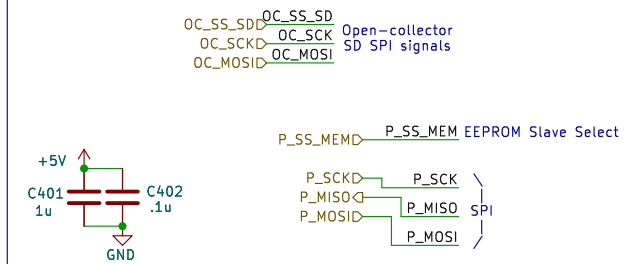 OC_SS_SD OC_SS_SD
OC_SCK OC_SCK
OC_MOSI OC_MOSI
Open-collector
SD SPI signals
P_SS_MEM P_SS_MEM EEPROM Slave Select
+5V
C401
1u
C402
.1u
GND
P_SCK P_SCK
P_MISO P_MISO
P_MOSI P_MOSI
SPI